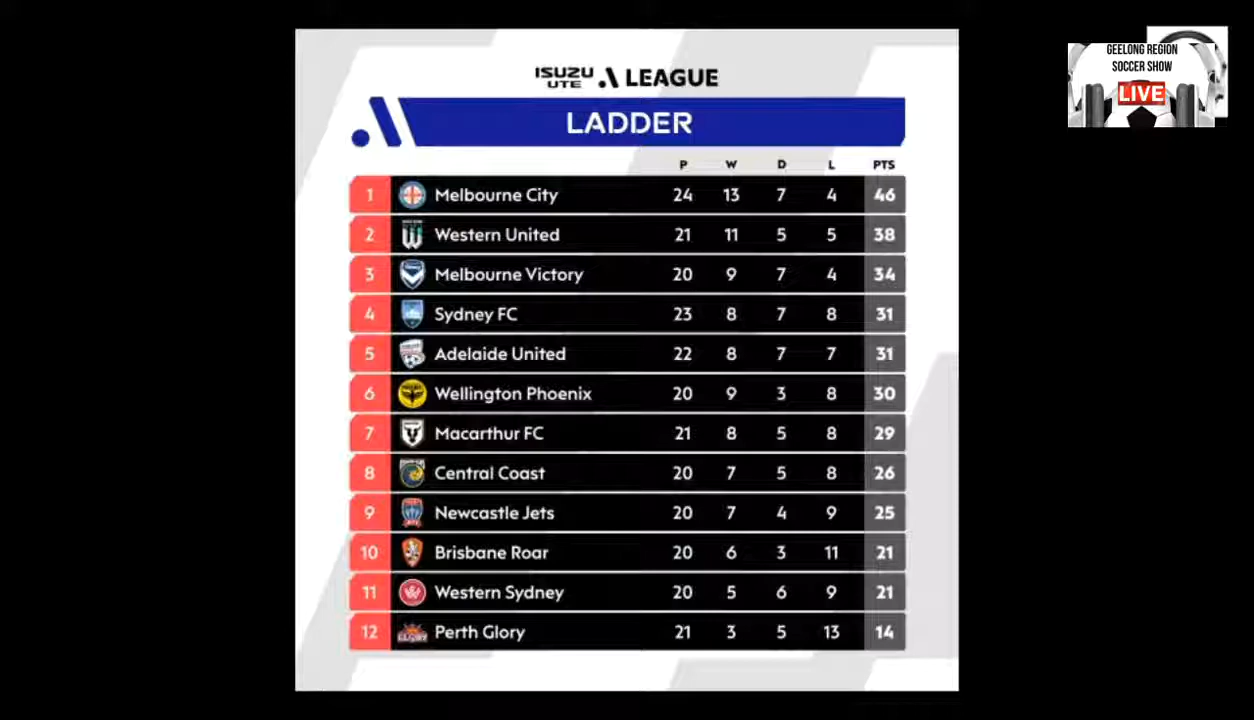 GEELONG REGION
SOCCER SHOW
LIVE
ISUZU UTE A LEAGUE
LADDER
P W D L PTS
1 Melbourne City 24 13 7 4 46
2 Western United 21 11 5 5 38
3 Melbourne Victory 20 9 7 4 34
4 Sydney FC 23 8 7 8 31
5 Adelaide United 22 8 7 7 31
6 Wellington Phoenix 20 9 3 8 30
7 Macarthur FC 21 8 5 8 29
8 Central Coast 20 7 5 8 26
9 Newcastle Jets 20 7 4 9 25
10 Brisbane Roar 20 6 3 11 21
11 Western Sydney 20 5 6 9 21
12 Perth Glory 21 3 5 13 14